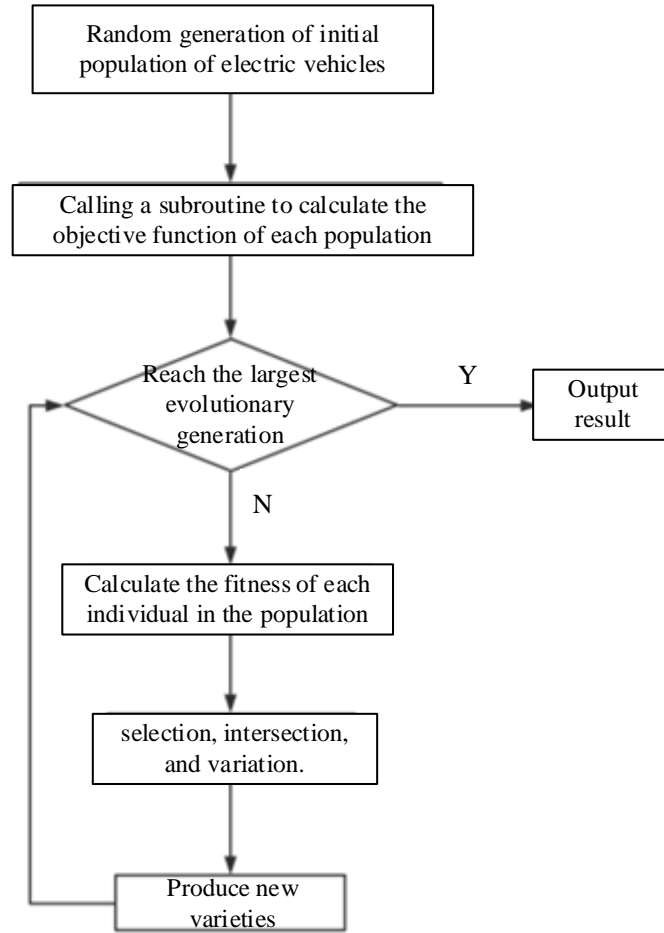 Random generation of initial
population of electric vehicles
Calling a subroutine to calculate the
objective function of each population
Reach the largest
evolutionary
generation
Y
Output
result
N
Calculate the fitness of each
individual in the population
selection, intersection,
and variation.
Produce new
varieties